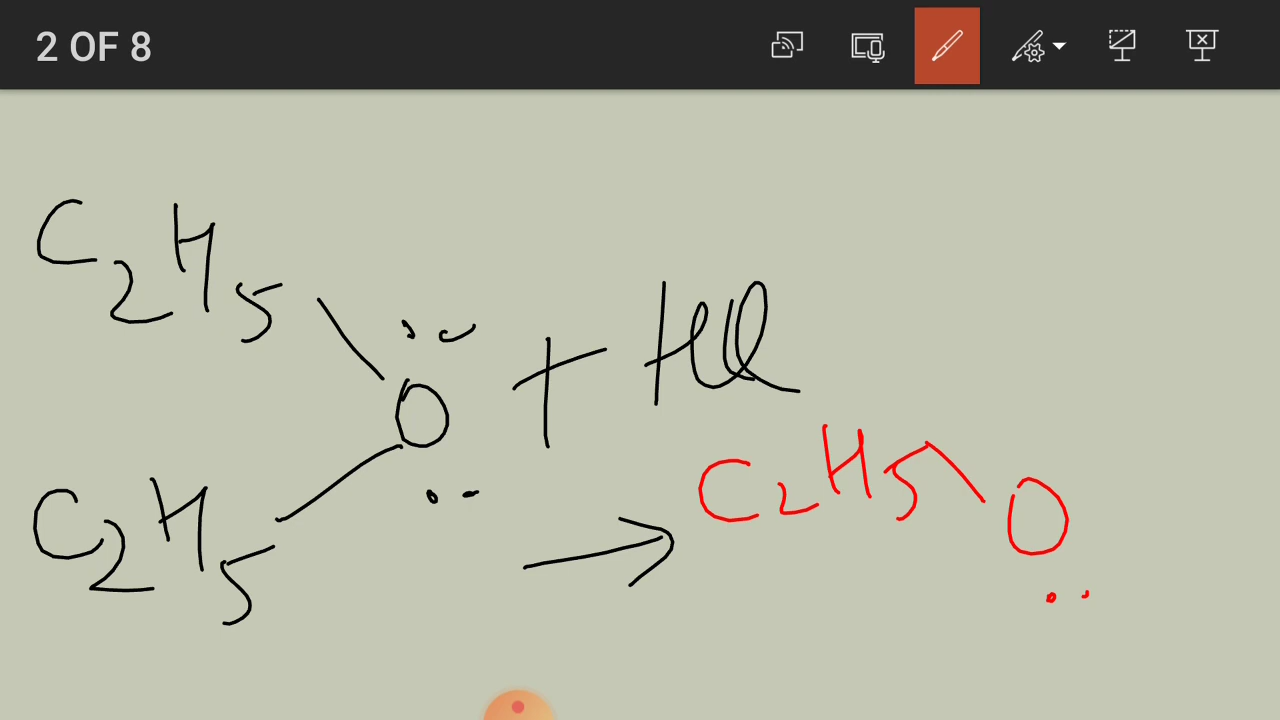 2 OF 8
C2H5
O + HCl
C2H5
→ C2H5 O